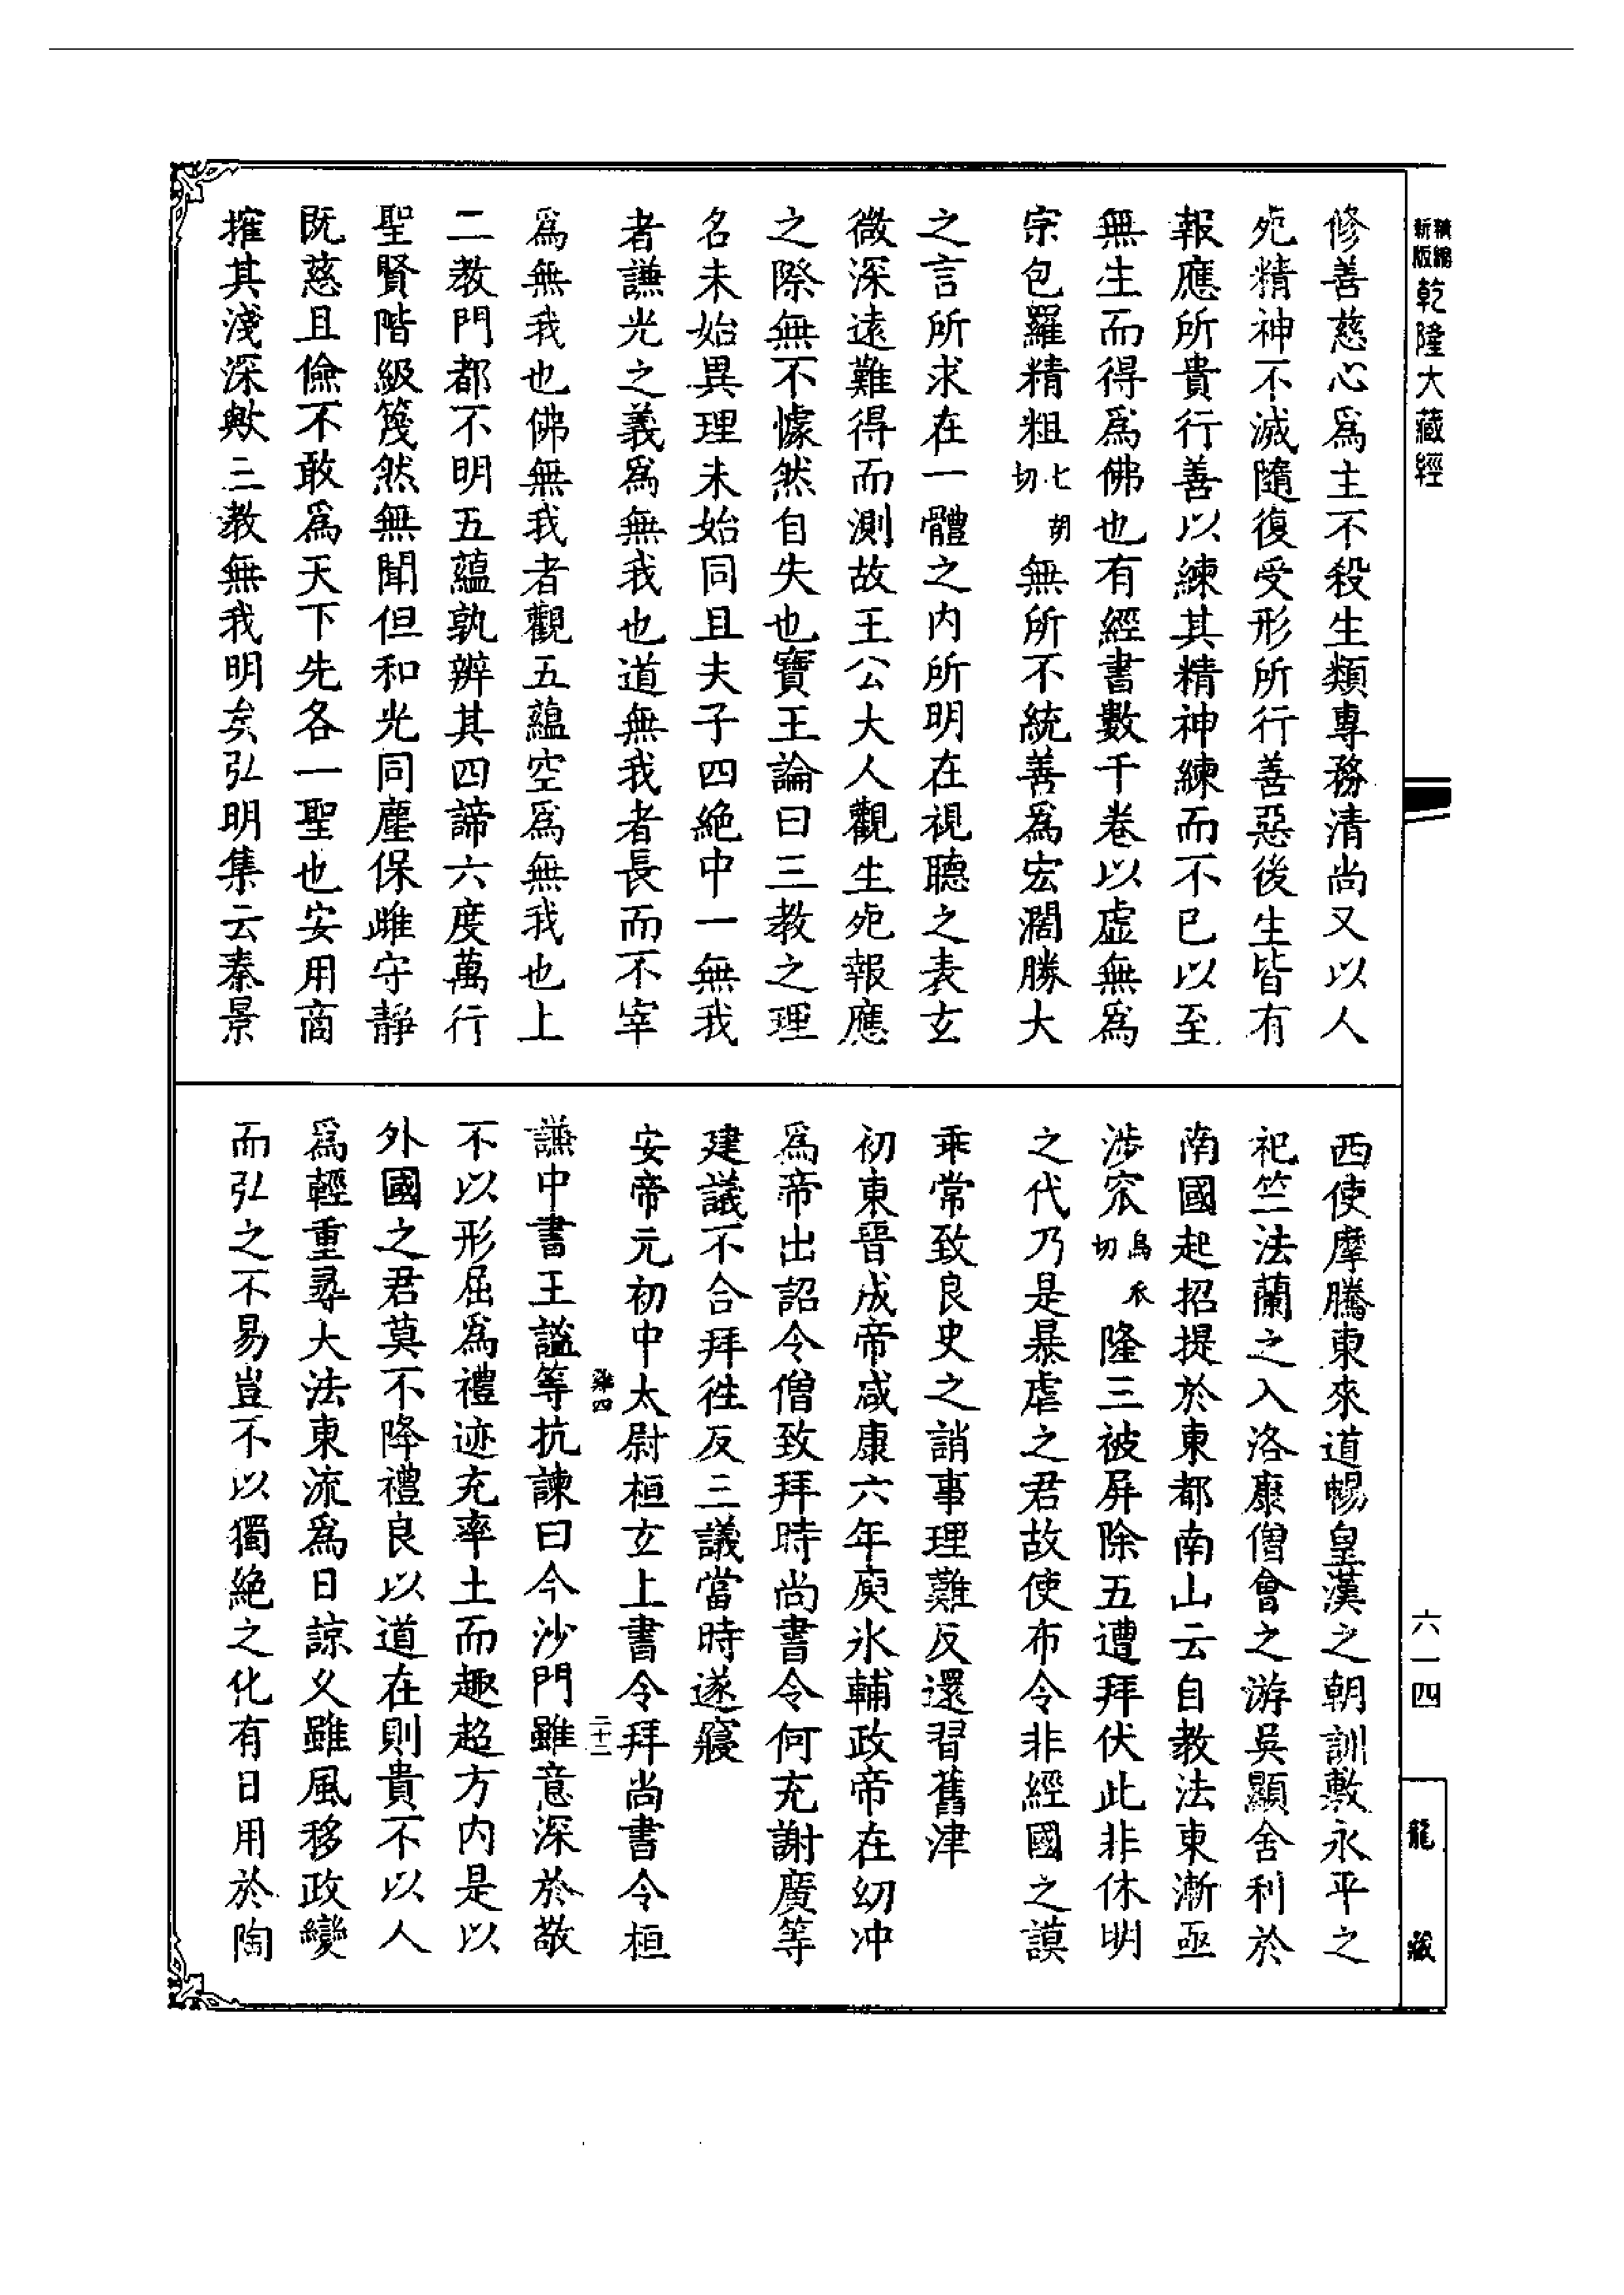 新版精縮
乾隆大藏經
修善慈心爲主不殺生類專務清尚又以人
死精神不滅隨復受形所行善惡後生皆有
報應所貴行善以練其精神練而不已以至
無生而得爲佛也有經書數千卷以虛無爲
宗包羅精粗七胡切無所不統善爲宏濶勝大
之言所求在一體之内所明在視聽之表玄
微深遠難得而測故王公大人觀生死報應
之際無不懅然自失也寶王論曰三教之理
名未始異理未始同且夫子四絶中一無我
者謙光之義爲無我也道無我者長而不宰
爲無我也佛無我者觀五蘊空爲無我也上
二教門都不明五蘊孰辨其四諦六度萬行
聖賢階級篾然無聞但和光同塵保雌守靜
既慈且儉不敢爲天下先各一聖也安用商
摧其淺深歟三教無我明矣弘明集云秦景
西使摩騰東來道暢皇漢之朝訓敷永平之
祀竺法蘭之入洛康僧會之游吳顯舍利於
南國起招提於東都南山云自教法東漸亟
涉窊烏瓜切隆三被屏除五遭拜伏此非休明
之代乃是暴虐之君故使布令非經國之謨
乖常致良史之誚事理難反還習舊津
初東晉成帝咸康六年庾氷輔政帝在幼冲
爲帝出詔令僧致拜時尚書令何充謝廣等
建議不合拜徃反三議當時遂寢
安帝元初中太尉桓玄上書令拜尚書令桓
第四 二十二
謙中書王謐等抗諫曰今沙門雖意深於敬
不以形屈爲禮迹充率土而趣超方内是以
外國之君莫不降禮良以道在則貴不以人
爲輕重尋大法東流爲日諒久雖風移政變
而弘之不易豈不以獨絶之化有日用於陶
六一四
龍藏